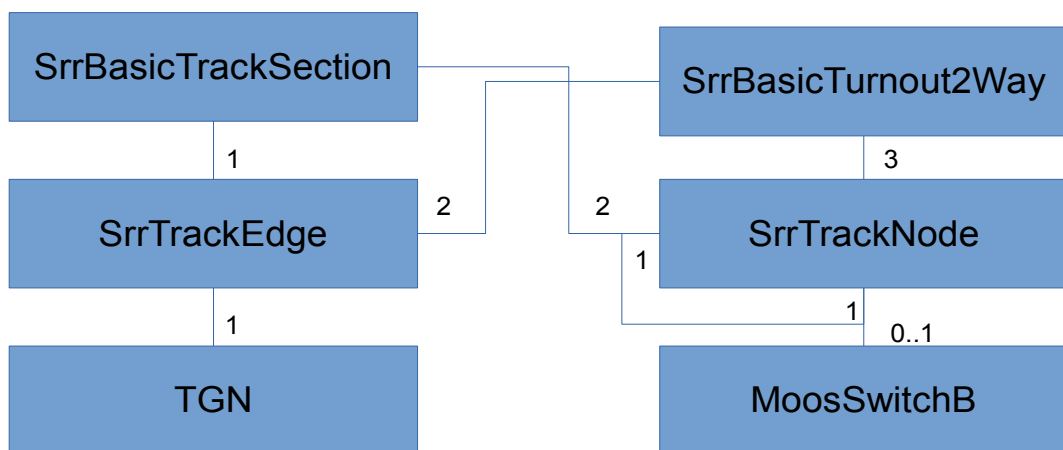 SrrBasicTrackSection
SrrBasicTurnout2Way
1
3
SrrTrackEdge
2
2
SrrTrackNode
1
1
1
0..1
TGN
MoosSwitchB